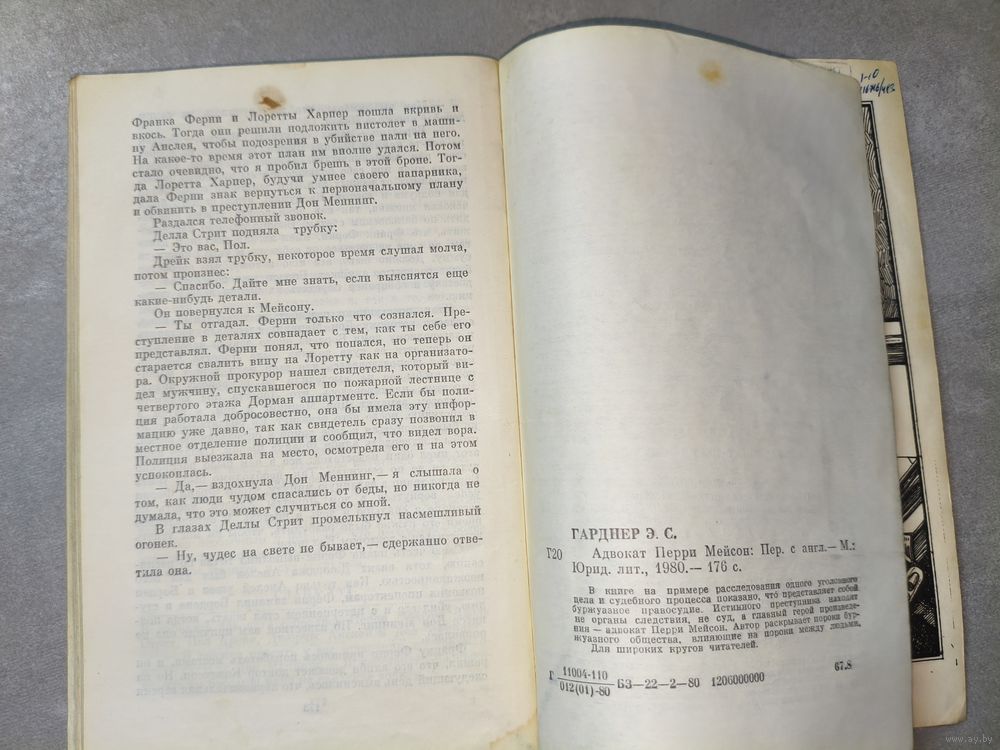 Франка Ферни и Лоретты Харпер пошла вкривь и
вкось. Тогда они решили подложить пистолет в маши-
ну Анслея, чтобы подозрения в убийстве пали на него.
На какое-то время этот план им вполне удался. Потом
стало очевидно, что я пробил брешь в этой броне. Тог-
да Лоретта Харпер, будучи умнее своего напарника,
дала Ферни знак вернуться к первоначальному плану
и обвинить в преступлении Дон Меннинг.
Раздался телефонный звонок.
Делла Стрит подняла трубку:
— Это вас, Пол.
Дрейк взял трубку, некоторое время слушал молча,
потом произнес:
— Спасибо. Дайте мне знать, если выяснятся еще
какие-нибудь детали.
Он повернулся к Мейсону.
— Ты отгадал. Ферни только что сознался. Пре-
ступление в деталях совпадает с тем, как ты себе его
представлял. Ферни понял, что попался, но теперь он
старается свалить вину на Лоретту как на организато-
ра. Окружной прокурор нашел свидетеля, который ви-
дел мужчину, спускавшегося по пожарной лестнице с
четвертого этажа Дорман аппартментс. Если бы поли-
ция работала добросовестно, она бы имела эту инфор-
мацию уже давно, так как свидетель сразу позвонил в
местное отделение полиции и сообщил, что видел вора.
Полиция выезжала на место, осмотрела его и на этом
успокоилась.
— Да,— вздохнула Дон Меннинг,— я слышала о
том, как люди чудом спасались от беды, но никогда не
думала, что это может случиться со мной.
В глазах Деллы Стрит промелькнул насмешливый
огонек.
— Ну, чудес на свете не бывает,— сдержанно отве-
тила она.
ГАРДНЕР Э. С.
Г20 Адвокат Перри Мейсон: Пер. с англ.— М.:
Юрид. лит., 1980.— 176 с.
В книге на примере расследования одного уголовного
дела и судебного процесса показано, что представляет собой
буржуазное правосудие. Истинного преступника находят
не органы следствия, не суд, а главный герой произведе-
ния — адвокат Перри Мейсон. Автор раскрывает пороки бур-
жуазного общества, влияющие на пороки между людьми.
Для широких кругов читателей.
Г 11004-110
012(01)-80 БЗ—22—2—80 1206000000 67.8
www.ay.by